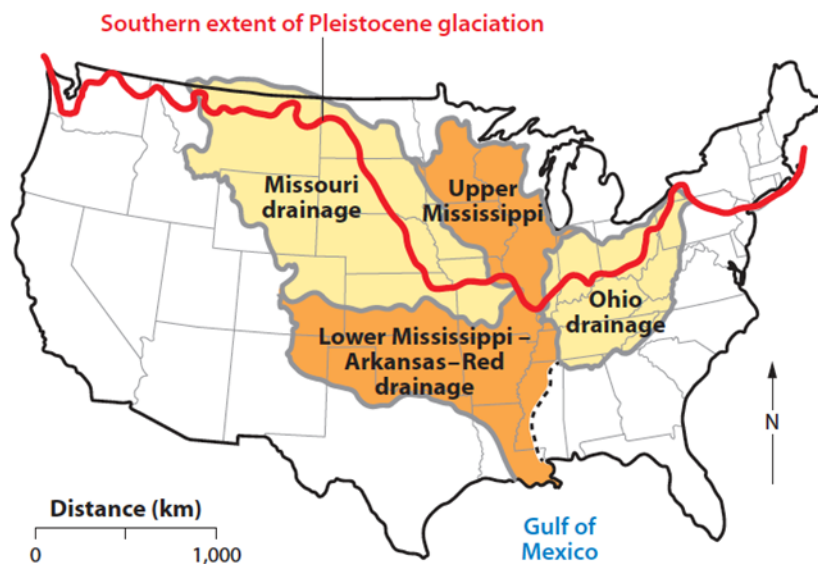 Southern extent of Pleistocene glaciation
Missouri
drainage
Upper
Mississippi
Ohio
drainage
Lower Mississippi –
Arkansas–Red
drainage
N
Distance (km)
0
1,000
Gulf of
Mexico